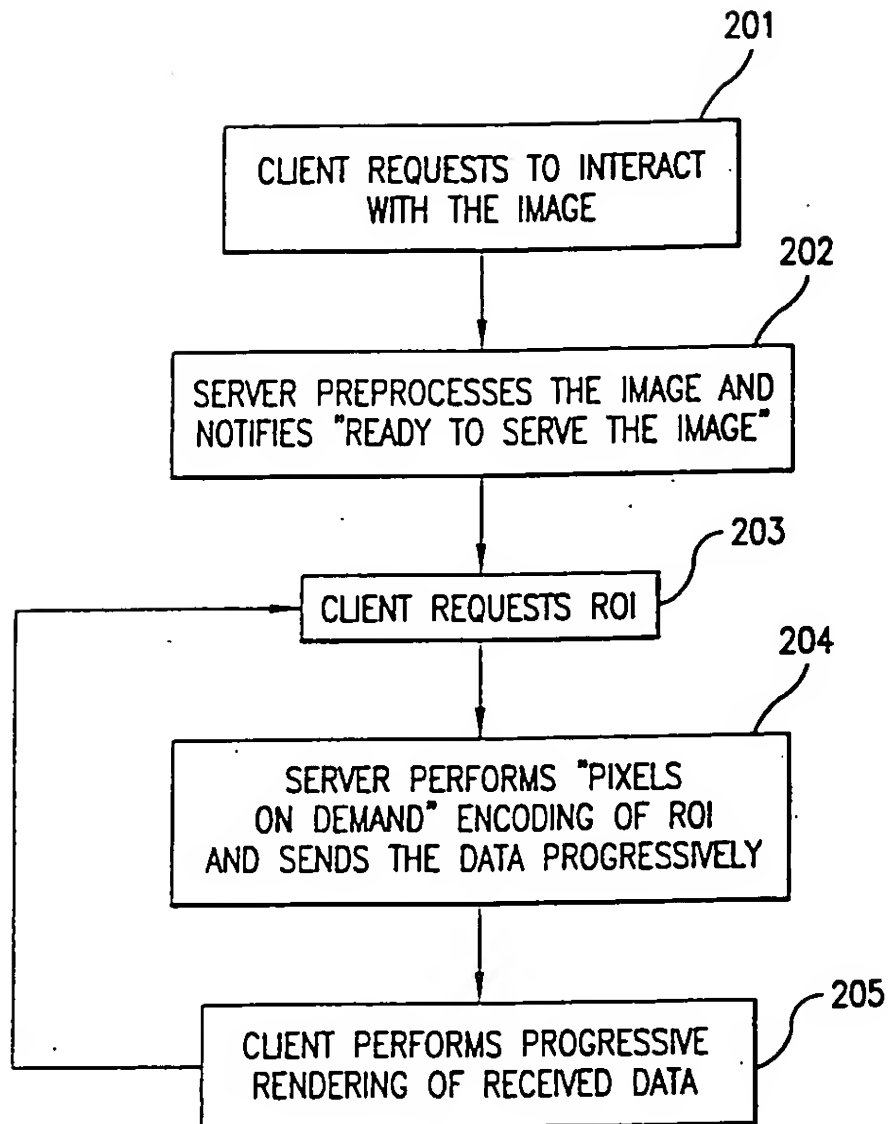 201
CLIENT REQUESTS TO INTERACT
WITH THE IMAGE
202
SERVER PREPROCESSES THE IMAGE AND
NOTIFIES "READY TO SERVE THE IMAGE"
203
CLIENT REQUESTS ROI
204
SERVER PERFORMS "PIXELS
ON DEMAND" ENCODING OF ROI
AND SENDS THE DATA PROGRESSIVELY
205
CLIENT PERFORMS PROGRESSIVE
RENDERING OF RECEIVED DATA